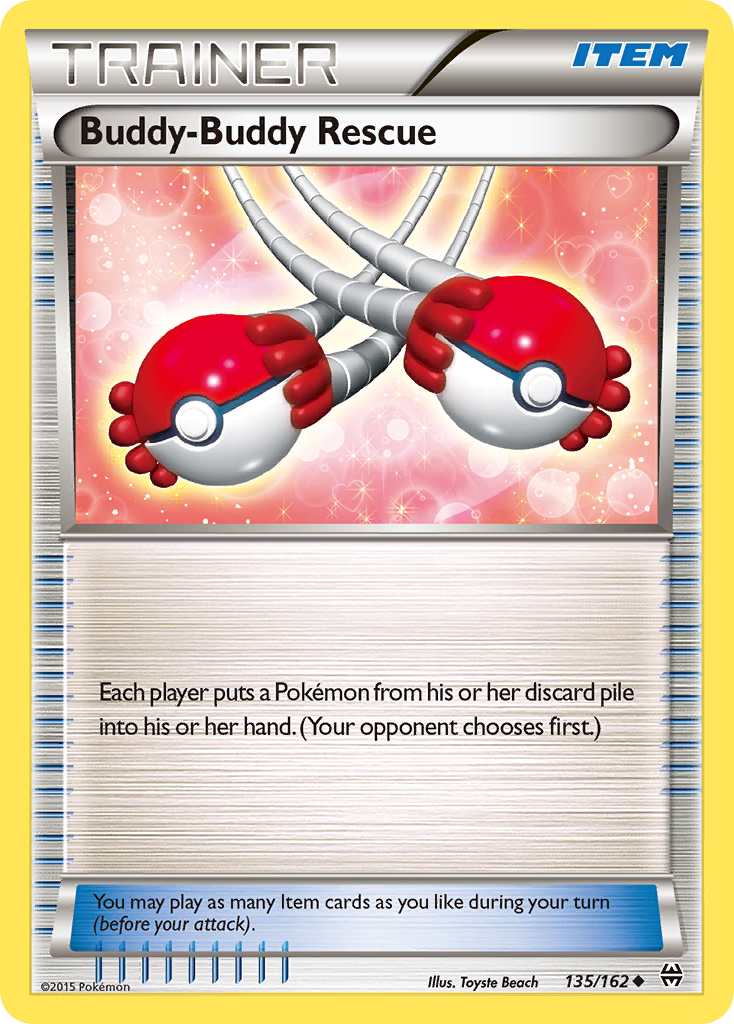 TRAINER
ITEM
Buddy-Buddy Rescue
Each player puts a Pokémon from his or her discard pile
into his or her hand. (Your opponent chooses first.)
You may play as many Item cards as you like during your turn
(before your attack).
©2015 Pokémon
Illus. Toyste Beach
135/162